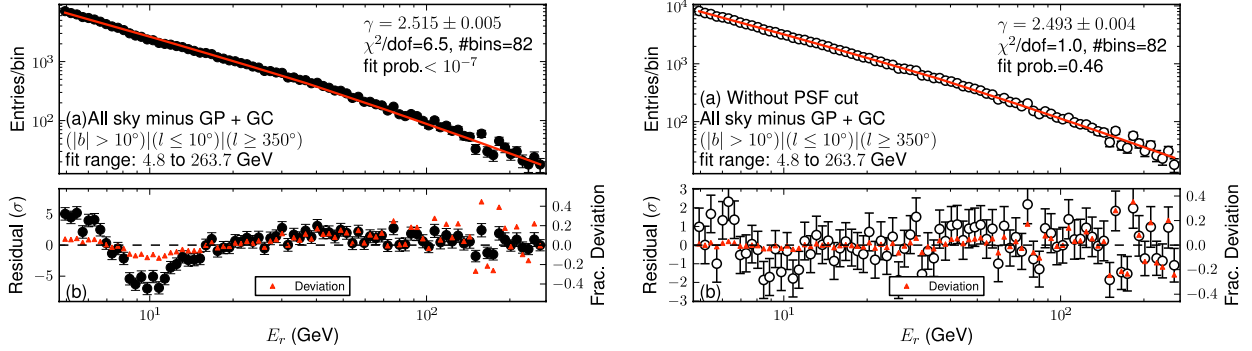 Entries/bin
10³
10²
γ = 2.515 ± 0.005
χ²/dof=6.5, #bins=82
fit prob.< 10⁻⁷
(a)All sky minus GP + GC
(|b| > 10°)|(l ≤ 10°)|(l ≥ 350°)
fit range: 4.8 to 263.7 GeV
Residual (σ)
5
0
−5
(b)
Deviation
0.4
0.2
0.0
−0.2
−0.4
Frac. Deviation
10¹
10²
E_r (GeV)
Entries/bin
10⁴
10³
10²
γ = 2.493 ± 0.004
χ²/dof=1.0, #bins=82
fit prob.=0.46
(a) Without PSF cut
All sky minus GP + GC
(|b| > 10°)|(l ≤ 10°)|(l ≥ 350°)
fit range: 4.8 to 263.7 GeV
Residual (σ)
3
2
1
0
−1
−2
−3
(b)
Deviation
0.4
0.2
0.0
−0.2
−0.4
Frac. Deviation
10¹
10²
E_r (GeV)